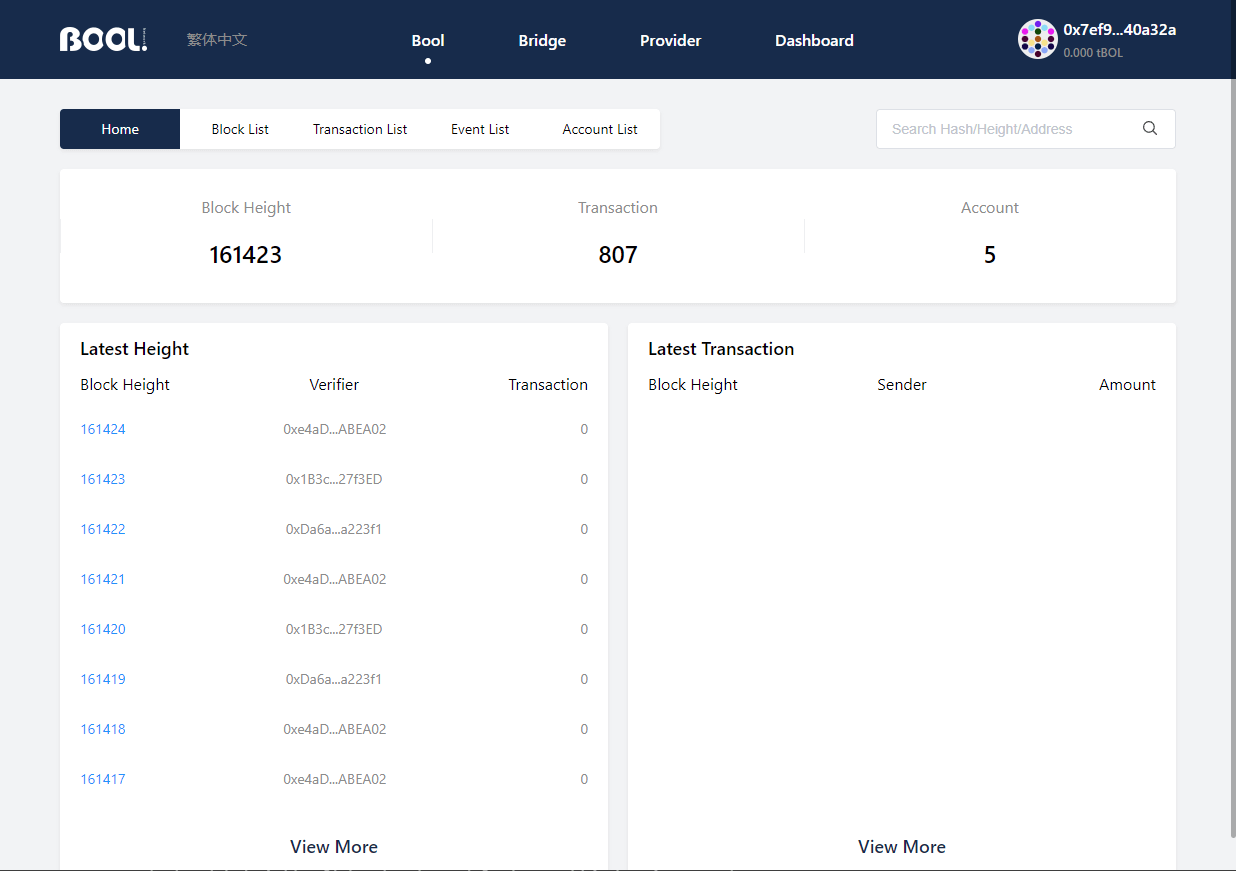 BOOL!
繁体中文
Bool
Bridge
Provider
Dashboard
0x7ef9...40a32a
0.000 tBOL
Home
Block List
Transaction List
Event List
Account List
Search Hash/Height/Address
Block Height
Transaction
Account
161423
807
5
Latest Height
Block Height Verifier Transaction
161424 0xe4aD...ABEA02 0
161423 0x1B3c...27f3ED 0
161422 0xDa6a...a223f1 0
161421 0xe4aD...ABEA02 0
161420 0x1B3c...27f3ED 0
161419 0xDa6a...a223f1 0
161418 0xe4aD...ABEA02 0
161417 0xe4aD...ABEA02 0
View More
Latest Transaction
Block Height Sender Amount
View More